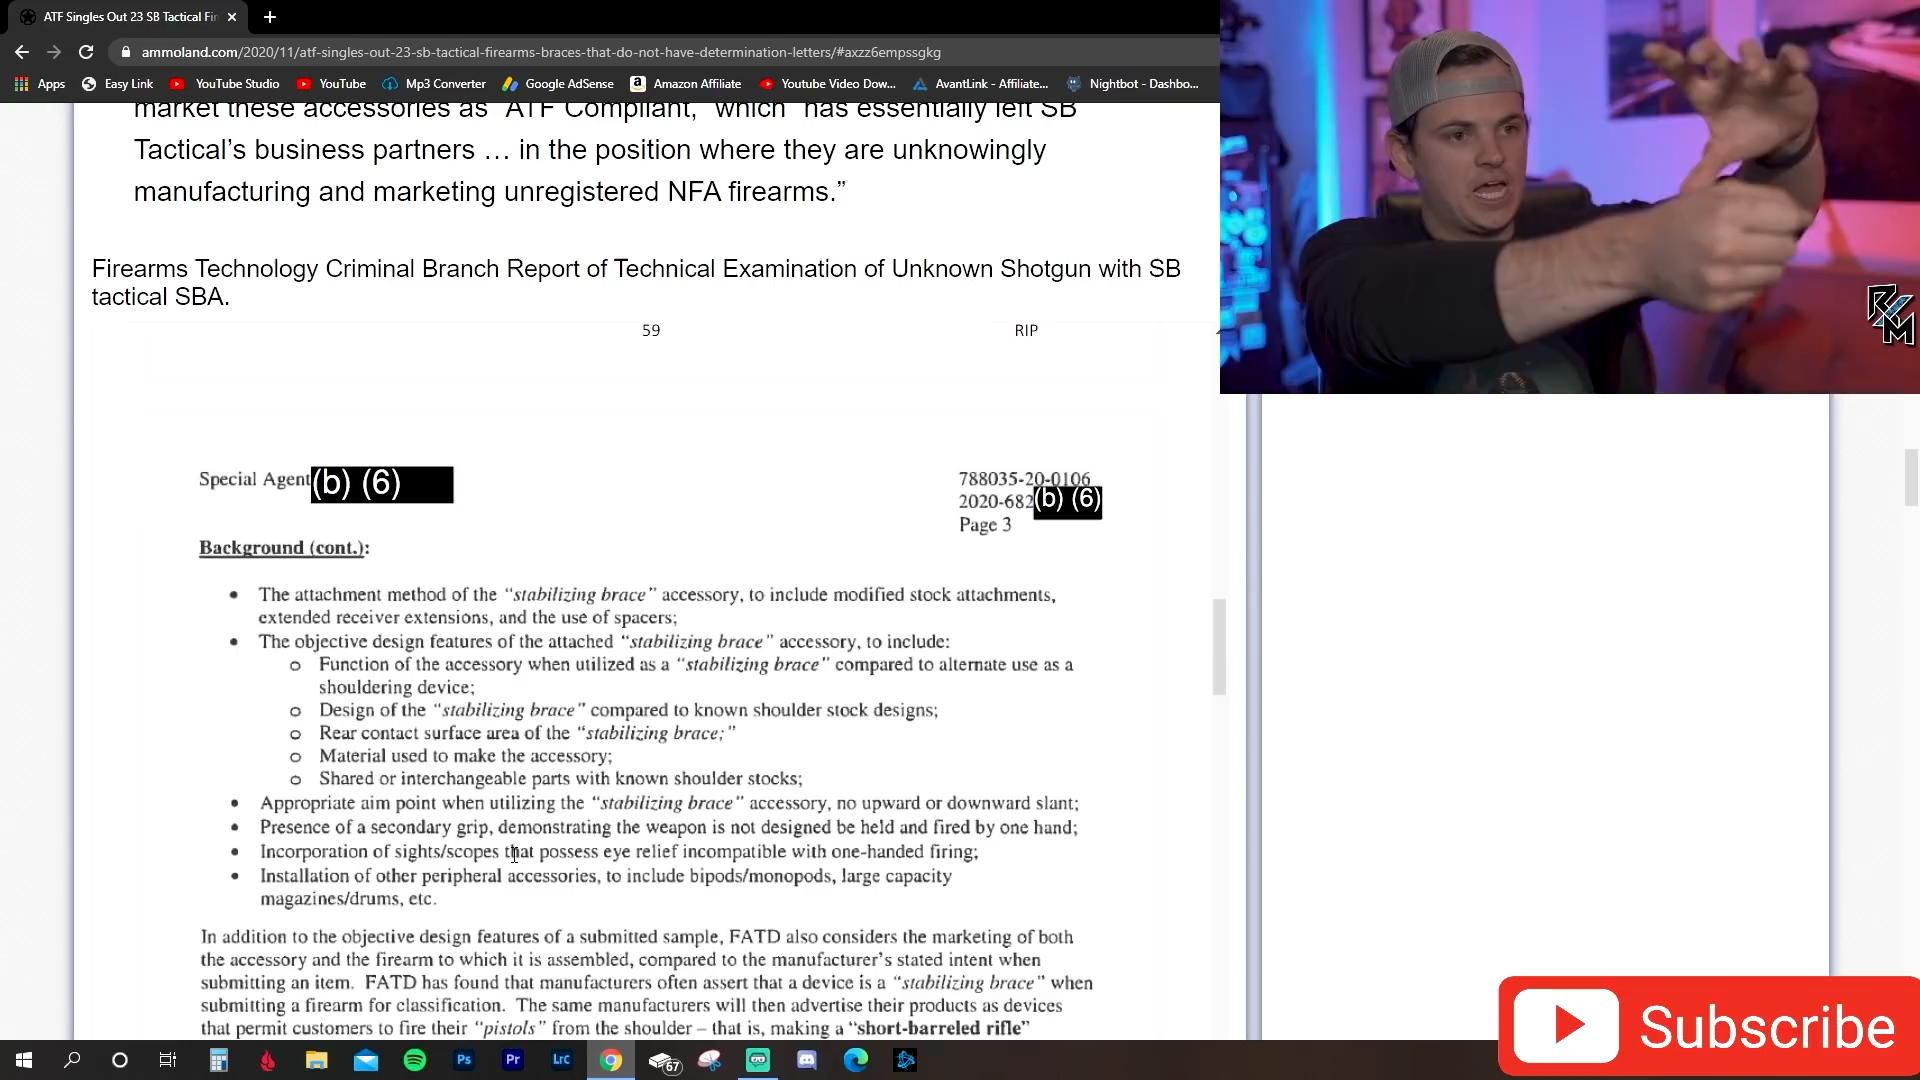 ATF Singles Out 23 SB Tactical Fir
ammoland.com/2020/11/atf-singles-out-23-sb-tactical-firearms-braces-that-do-not-have-determination-letters/#axzz6empssgkg
Apps Easy Link YouTube Studio YouTube Mp3 Converter Google AdSense Amazon Affiliate Youtube Video Dow... AvantLink - Affiliate... Nightbot - Dashbo...
market these accessories as “ATF Compliant,” which “has essentially left SB
Tactical’s business partners … in the position where they are unknowingly
manufacturing and marketing unregistered NFA firearms.”
Firearms Technology Criminal Branch Report of Technical Examination of Unknown Shotgun with SB
tactical SBA.
59 RIP
Special Agent (b) (6)
788035-20-0106
2020-682 (b) (6)
Page 3
Background (cont.):
• The attachment method of the “stabilizing brace” accessory, to include modified stock attachments,
extended receiver extensions, and the use of spacers;
• The objective design features of the attached “stabilizing brace” accessory, to include:
o Function of the accessory when utilized as a “stabilizing brace” compared to alternate use as a
shouldering device;
o Design of the “stabilizing brace” compared to known shoulder stock designs;
o Rear contact surface area of the “stabilizing brace;”
o Material used to make the accessory;
o Shared or interchangeable parts with known shoulder stocks;
• Appropriate aim point when utilizing the “stabilizing brace” accessory, no upward or downward slant;
• Presence of a secondary grip, demonstrating the weapon is not designed be held and fired by one hand;
• Incorporation of sights/scopes that possess eye relief incompatible with one-handed firing;
• Installation of other peripheral accessories, to include bipods/monopods, large capacity
magazines/drums, etc.
In addition to the objective design features of a submitted sample, FATD also considers the marketing of both
the accessory and the firearm to which it is assembled, compared to the manufacturer’s stated intent when
submitting an item. FATD has found that manufacturers often assert that a device is a “stabilizing brace” when
submitting a firearm for classification. The same manufacturers will then advertise their products as devices
that permit customers to fire their “pistols” from the shoulder – that is, making a “short-barreled rifle”
Subscribe
Ps Pr Lrc 67